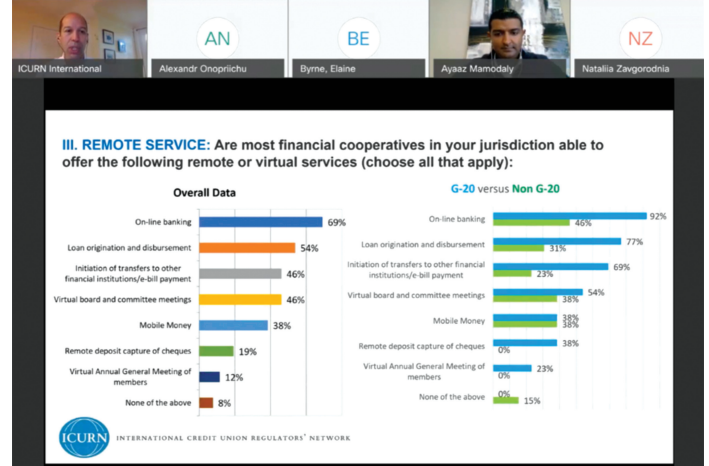 AN
BE
NZ
ICURN International
Alexandr Onopriichu
Byrne, Elaine
Ayaaz Mamodaly
Nataliia Zavgorodnia
III. REMOTE SERVICE: Are most financial cooperatives in your jurisdiction able to
offer the following remote or virtual services (choose all that apply):
Overall Data
On-line banking 69%
Loan origination and disbursement 54%
Initiation of transfers to other
financial institutions/e-bill payment 46%
Virtual board and committee meetings 46%
Mobile Money 38%
Remote deposit capture of cheques 19%
Virtual Annual General Meeting of
members 12%
None of the above 8%
G-20 versus Non G-20
On-line banking 92%
46%
Loan origination and disbursement 77%
31%
Initiation of transfers to other financial
institutions/e-bill payment 69%
23%
Virtual board and committee meetings 54%
38%
Mobile Money 38%
38%
Remote deposit capture of cheques 38%
0%
Virtual Annual General Meeting of
members 23%
0%
None of the above 0%
15%
ICURN INTERNATIONAL CREDIT UNION REGULATORS' NETWORK